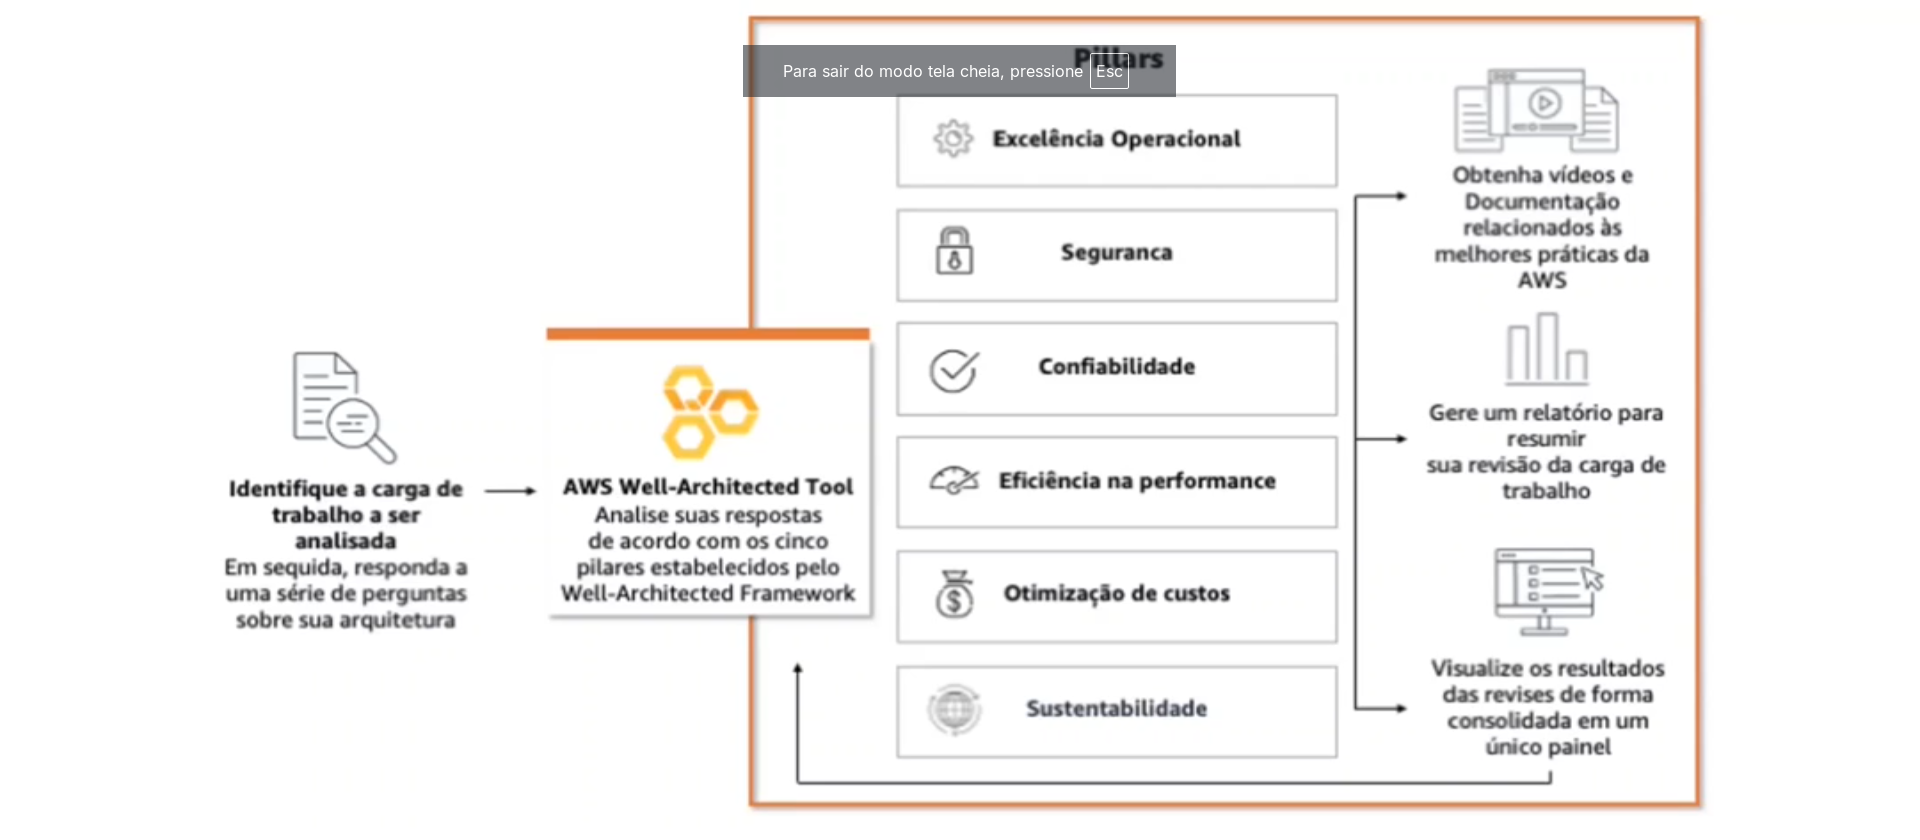 Pillars
Para sair do modo tela cheia, pressione Esc
Identifique a carga de
trabalho a ser
analisada
Em sequida, responda a
uma série de perguntas
sobre sua arquitetura
AWS Well-Architected Tool
Analise suas respostas
de acordo com os cinco
pilares estabelecidos pelo
Well-Architected Framework
Excelência Operacional
Seguranca
Confiabilidade
Eficiência na performance
Otimização de custos
Sustentabilidade
Obtenha vídeos e
Documentação
relacionados às
melhores práticas da
AWS
Gere um relatório para
resumir
sua revisão da carga de
trabalho
Visualize os resultados
das revises de forma
consolidada em um
único painel